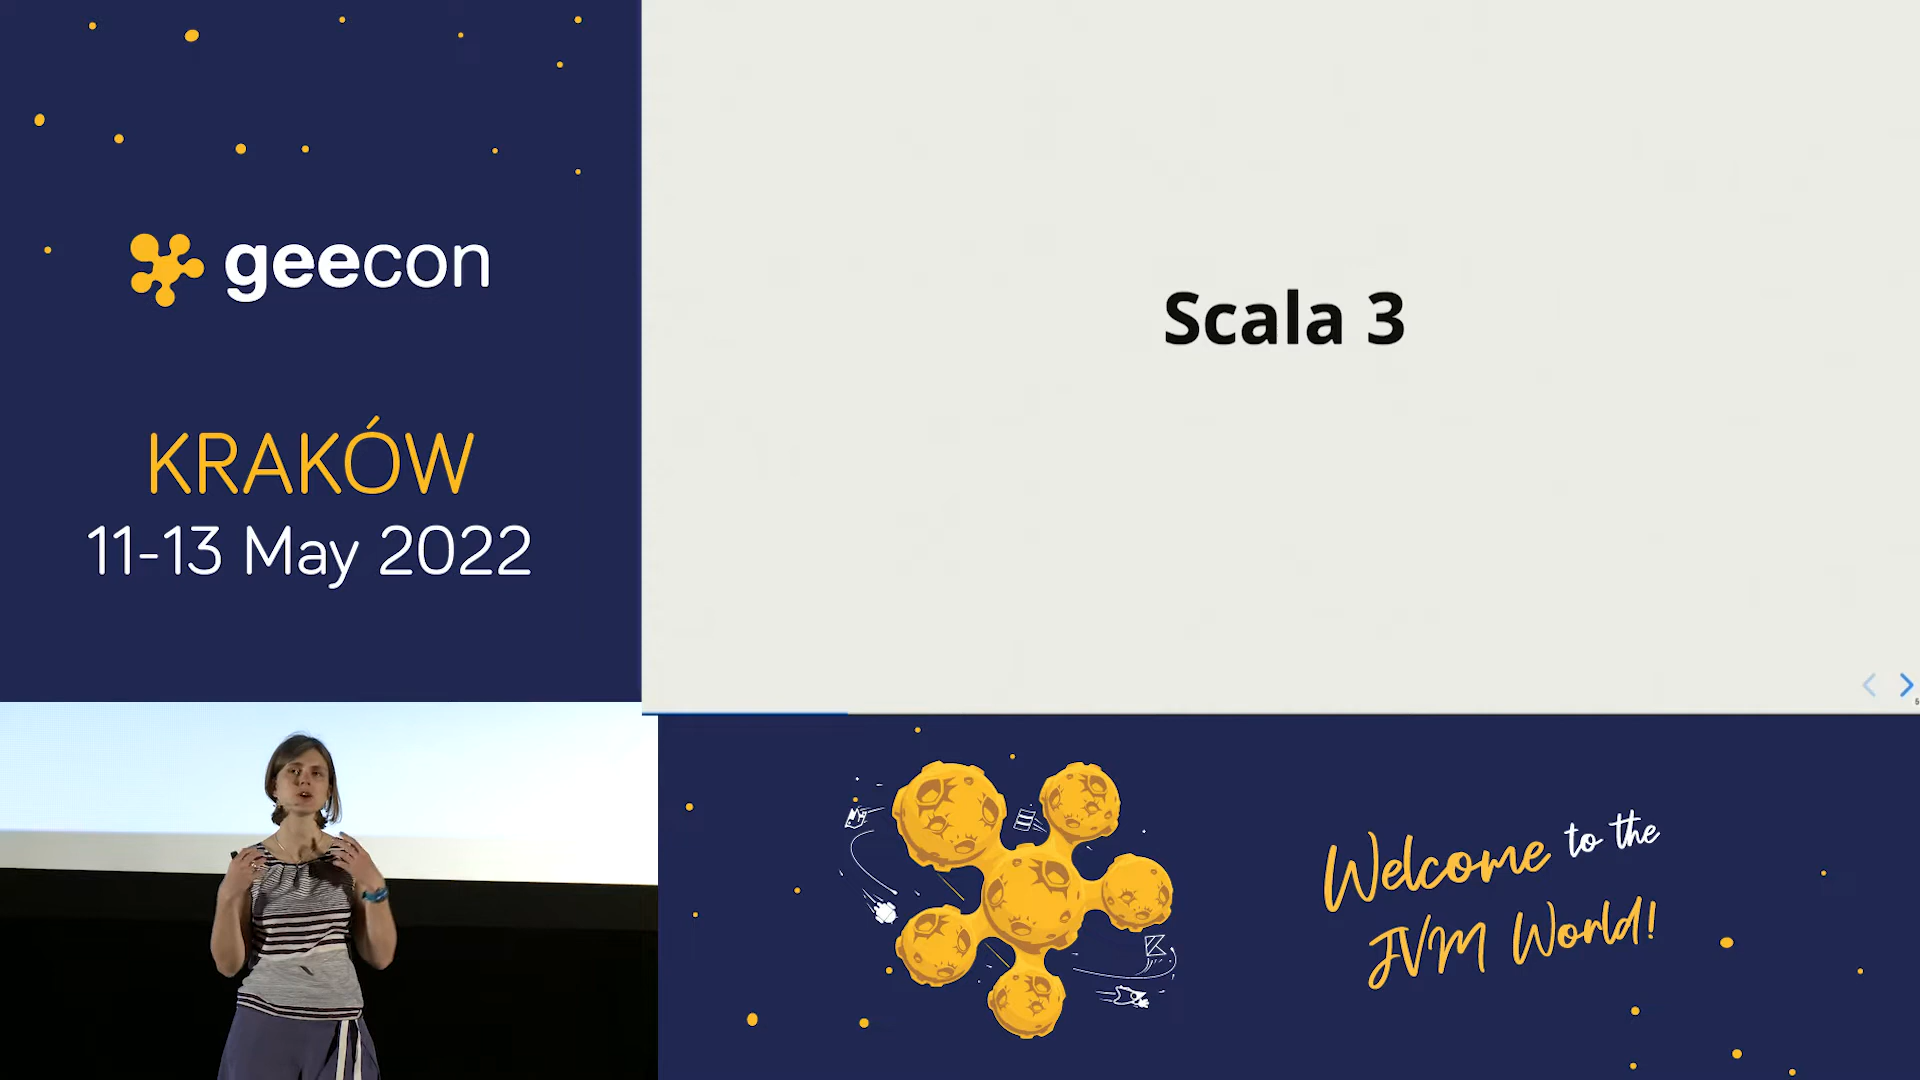 geecon
KRAKÓW
11-13 May 2022
Scala 3
Welcome to the
JVM World!